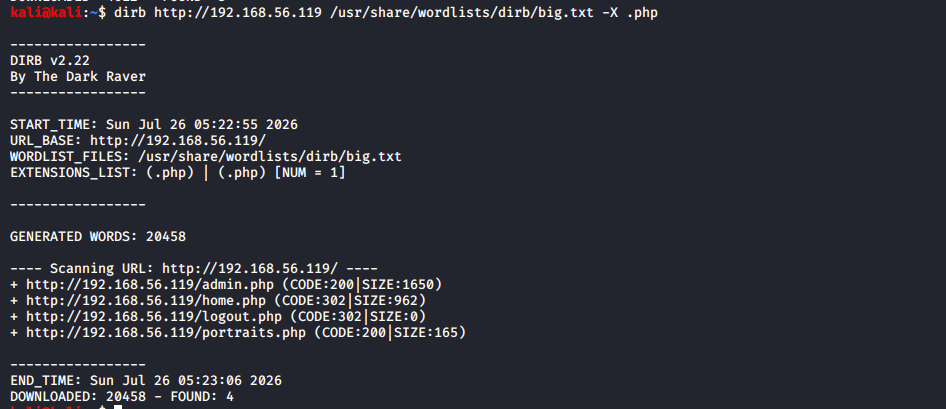 kali@kali:~$ dirb http://192.168.56.119 /usr/share/wordlists/dirb/big.txt -X .php
-----------------
DIRB v2.22
By The Dark Raver
-----------------
START_TIME: Sun Jul 26 05:22:55 2026
URL_BASE: http://192.168.56.119/
WORDLIST_FILES: /usr/share/wordlists/dirb/big.txt
EXTENSIONS_LIST: (.php) | (.php) [NUM = 1]
-----------------
GENERATED WORDS: 20458
---- Scanning URL: http://192.168.56.119/ ----
+ http://192.168.56.119/admin.php (CODE:200|SIZE:1650)
+ http://192.168.56.119/home.php (CODE:302|SIZE:962)
+ http://192.168.56.119/logout.php (CODE:302|SIZE:0)
+ http://192.168.56.119/portraits.php (CODE:200|SIZE:165)
-----------------
END_TIME: Sun Jul 26 05:23:06 2026
DOWNLOADED: 20458 - FOUND: 4